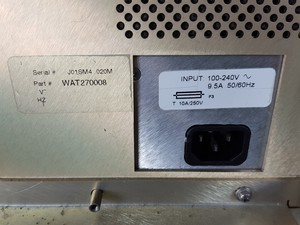 Serial # J01SM4 020M
Part # WAT270008
V~
HZ
INPUT 100-240V ~
9.5A 50/60Hz
F3
T 10A/250V